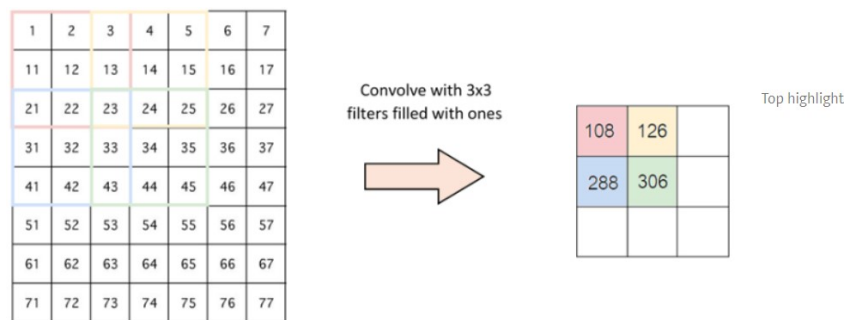 1 2 3 4 5 6 7
11 12 13 14 15 16 17
21 22 23 24 25 26 27
31 32 33 34 35 36 37
41 42 43 44 45 46 47
51 52 53 54 55 56 57
61 62 63 64 65 66 67
71 72 73 74 75 76 77
Convolve with 3x3
filters filled with ones
108 126
288 306
Top highlight